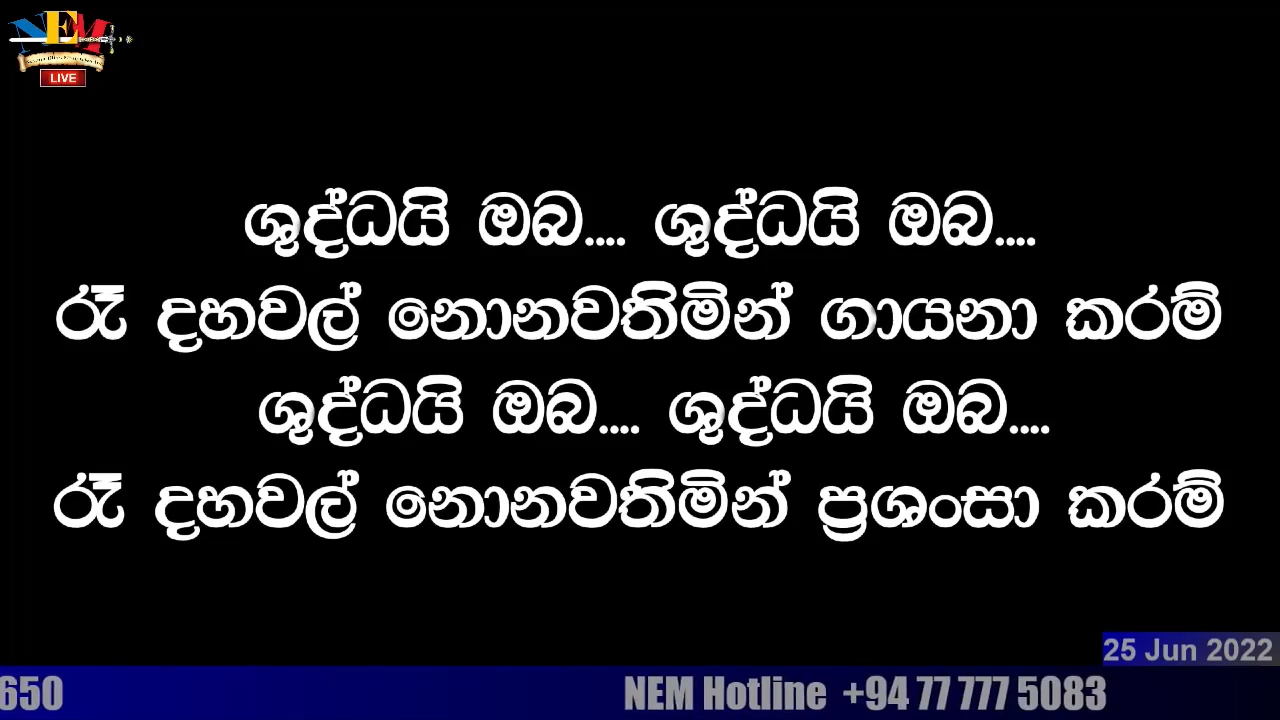 NEM
LIVE
ශුද්ධයි ඔබ.... ශුද්ධයි ඔබ....
රෑ දහවල් නොනවතිමින් ගායනා කරම්
ශුද්ධයි ඔබ.... ශුද්ධයි ඔබ....
රෑ දහවල් නොනවතිමින් ප්‍රශංසා කරම්
25 Jun 2022
650 NEM Hotline +94 77 777 5083